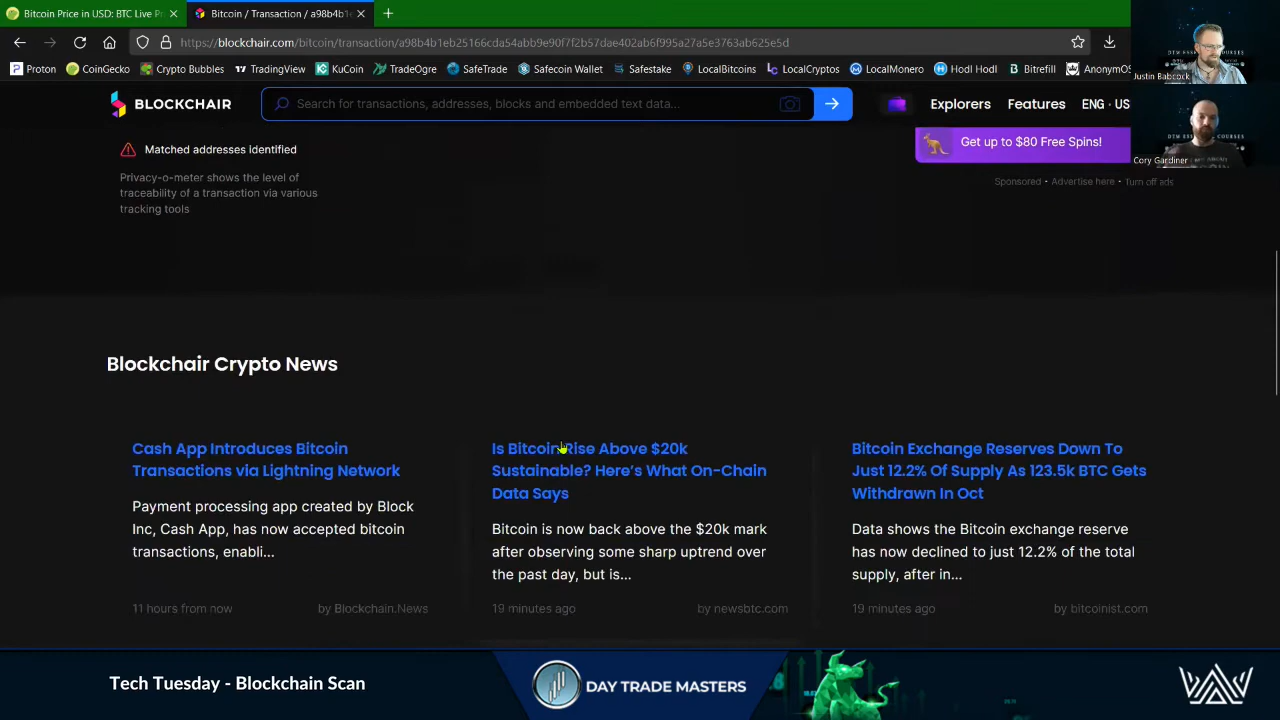 Bitcoin Price in USD: BTC Live Pr
Bitcoin / Transaction / a98b4b1e
https://blockchair.com/bitcoin/transaction/a98b4b1eb25166cda54abb9e90f7f2b57dae402ab6f995a27a5e3763ab625e5d
Proton CoinGecko Crypto Bubbles TradingView KuCoin TradeOgre SafeTrade Safecoin Wallet Safestake LocalBitcoins LocalCryptos LocalMonero Hodl Hodl Bitrefill AnonymOS
Justin Babcock
Cory Gardiner
BLOCKCHAIR
Search for transactions, addresses, blocks and embedded text data...
Explorers Features ENG · US
Matched addresses identified
Privacy-o-meter shows the level of
traceability of a transaction via various
tracking tools
Get up to $80 Free Spins!
Sponsored · Advertise here · Turn off ads
Blockchair Crypto News
Cash App Introduces Bitcoin
Transactions via Lightning Network
Payment processing app created by Block
Inc, Cash App, has now accepted bitcoin
transactions, enabli...
11 hours from now by Blockchain.News
Is Bitcoin Rise Above $20k
Sustainable? Here's What On-Chain
Data Says
Bitcoin is now back above the $20k mark
after observing some sharp uptrend over
the past day, but is...
19 minutes ago by newsbtc.com
Bitcoin Exchange Reserves Down To
Just 12.2% Of Supply As 123.5k BTC Gets
Withdrawn In Oct
Data shows the Bitcoin exchange reserve
has now declined to just 12.2% of the total
supply, after in...
19 minutes ago by bitcoinist.com
Tech Tuesday - Blockchain Scan
DAY TRADE MASTERS